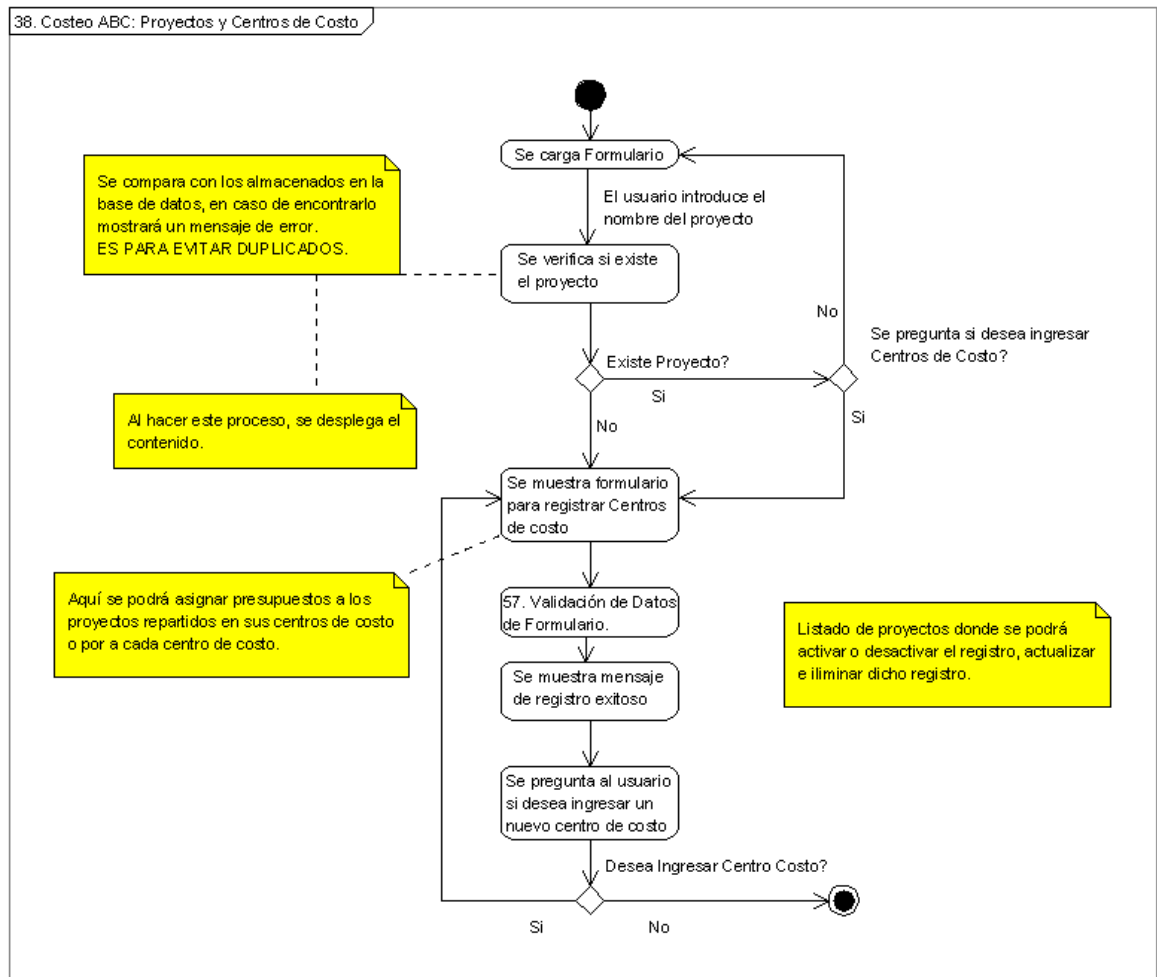 38. Costeo ABC: Proyectos y Centros de Costo
Se carga Formulario
El usuario introduce el
nombre del proyecto
Se compara con los almacenados en la
base de datos, en caso de encontrarlo
mostrará un mensaje de error.
ES PARA EVITAR DUPLICADOS.
Se verifica si existe
el proyecto
No
Se pregunta si desea ingresar
Centros de Costo?
Existe Proyecto?
Si
Si
No
Al hacer este proceso, se desplega el
contenido.
Se muestra formulario
para registrar Centros
de costo
Aquí se podrá asignar presupuestos a los
proyectos repartidos en sus centros de costo
o por a cada centro de costo.
57. Validación de Datos
de Formulario.
Listado de proyectos donde se podrá
activar o desactivar el registro, actualizar
e iliminar dicho registro.
Se muestra mensaje
de registro exitoso
Se pregunta al usuario
si desea ingresar un
nuevo centro de costo
Desea Ingresar Centro Costo?
Si
No